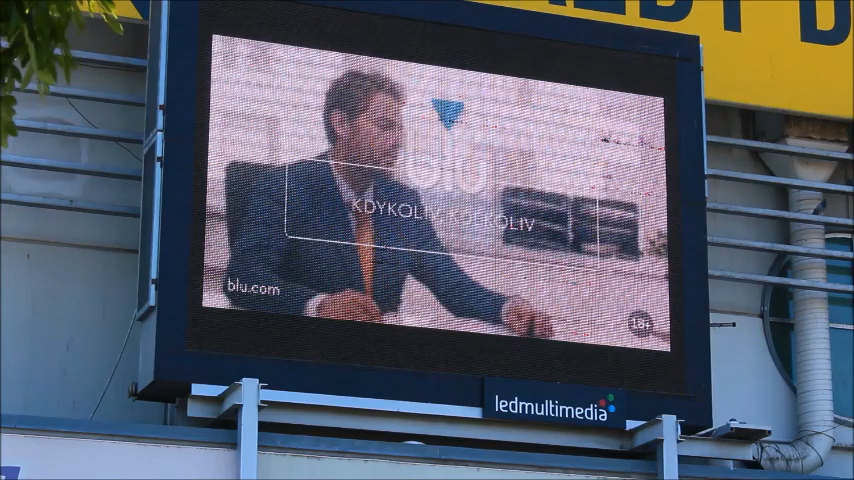 blu
KDYKOLIV, KDEKOLIV
blu.com
18+
ledmultimedia